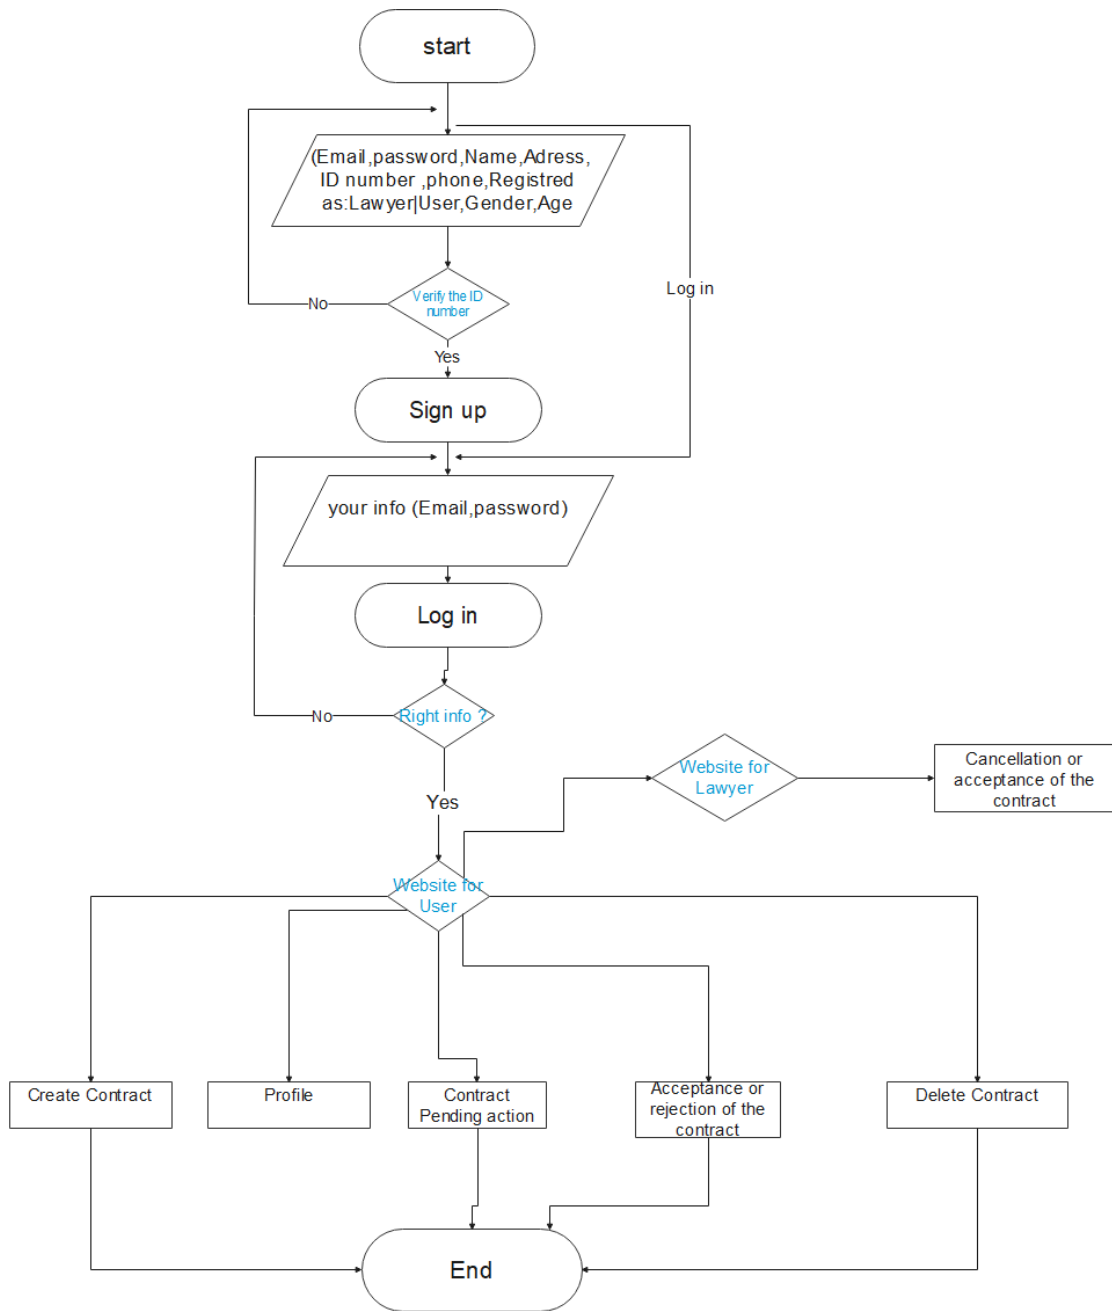 start
(Email,password,Name,Adress,
ID number ,phone,Registred
as:Lawyer|User,Gender,Age
Log in
Verify the ID
number
No
Yes
Sign up
your info (Email,password)
Log in
Right info ?
No
Yes
Website for
Lawyer
Cancellation or
acceptance of the
contract
Website for
User
Create Contract
Profile
Contract
Pending action
Acceptance or
rejection of the
contract
Delete Contract
End